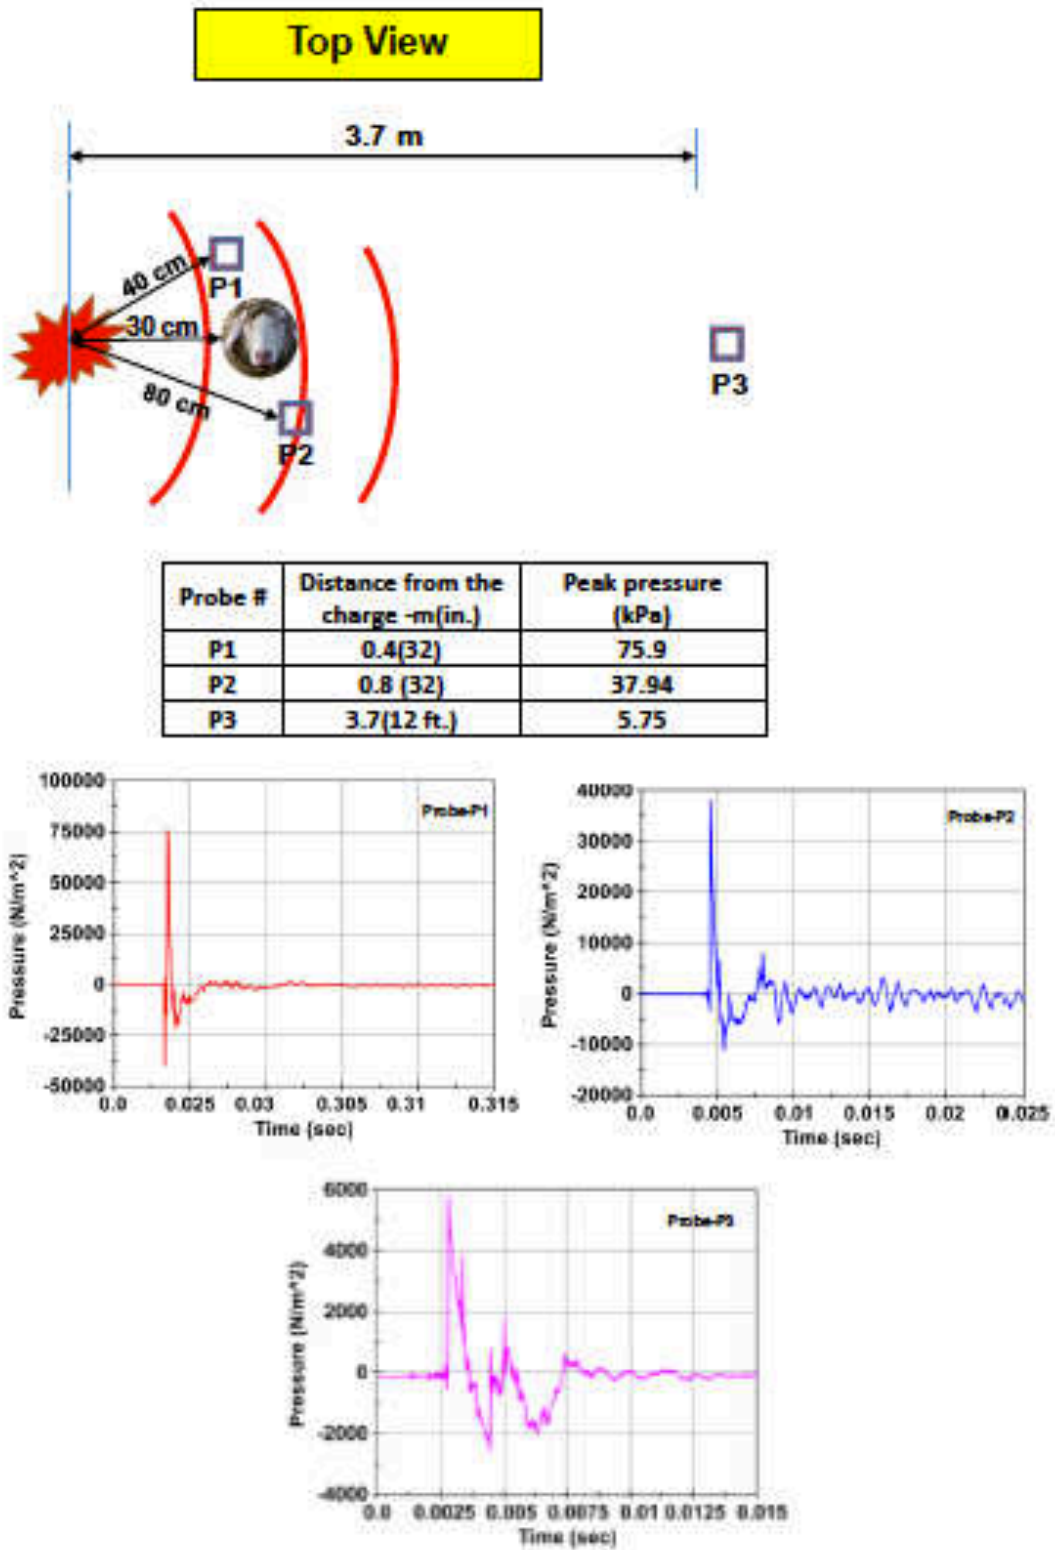 Top View
3.7 m
40 cm
P1
30 cm
80 cm
P2
P3
Probe # Distance from the charge -m(in.) Peak pressure (kPa)
P1 0.4(32) 75.9
P2 0.8 (32) 37.94
P3 3.7(12 ft.) 5.75
100000
75000
50000
25000
0
-25000
-50000
Pressure (N/m^2)
Probe-P1
0.0 0.025 0.03 0.305 0.31 0.315
Time (sec)
40000
30000
20000
10000
0
-10000
-20000
Pressure (N/m^2)
Probe-P2
0.0 0.005 0.01 0.015 0.02 0.025
Time (sec)
6000
4000
2000
0
-2000
-4000
Pressure (N/m^2)
Probe-P3
0.0 0.0025 0.005 0.0075 0.01 0.0125 0.015
Time (sec)